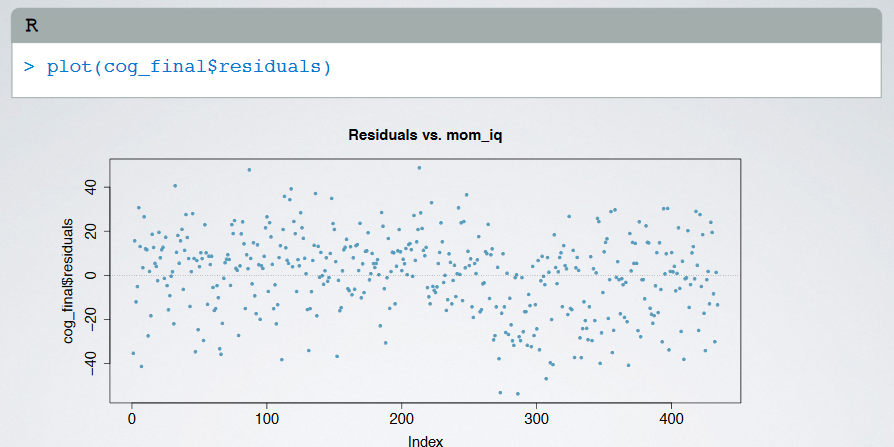 R
> plot(cog_final$residuals)
Residuals vs. mom_iq
cog_final$residuals
40
20
0
−20
−40
0 100 200 300 400
Index